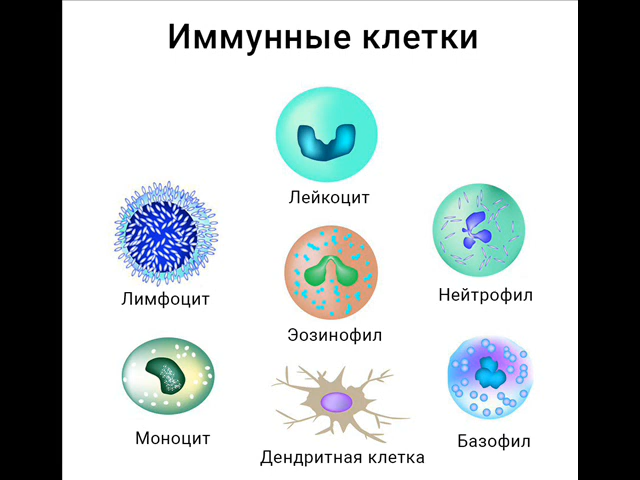 Иммунные клетки
Лейкоцит
Лимфоцит
Нейтрофил
Эозинофил
Моноцит
Дендритная клетка
Базофил